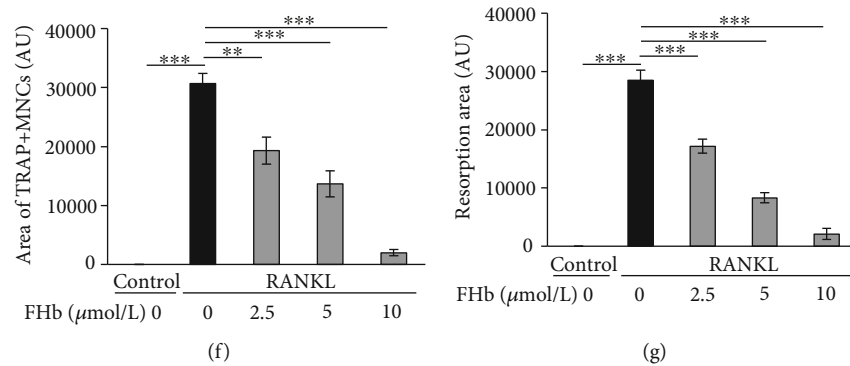 ***
***
***
**
Area of TRAP+MNCs (AU)
40000
30000
20000
10000
0
Control
RANKL
FHb (μmol/L) 0
0
2.5
5
10
(f)
***
***
***
***
Resorption area (AU)
40000
30000
20000
10000
0
Control
RANKL
FHb (μmol/L) 0
0
2.5
5
10
(g)